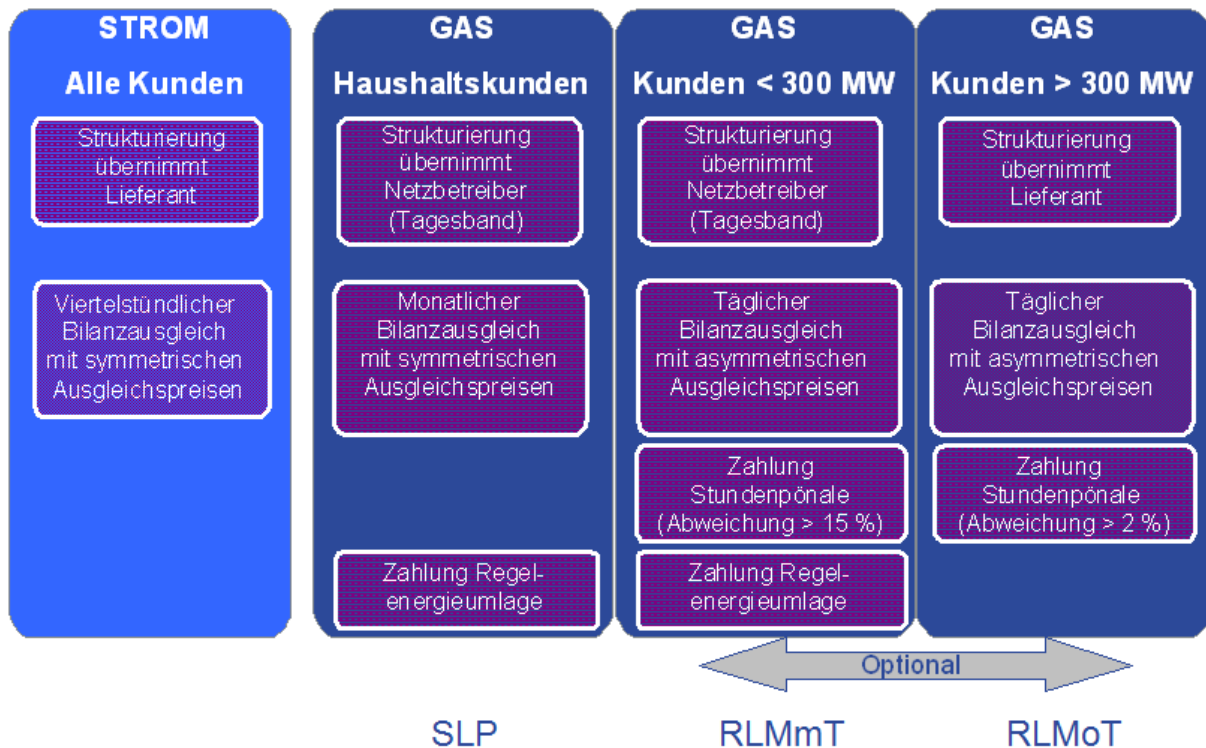 STROM
Alle Kunden
Strukturierung
übernimmt
Lieferant
Viertelstündlicher
Bilanzausgleich
mit symmetrischen
Ausgleichspreisen
GAS
Haushaltskunden
Strukturierung
übernimmt
Netzbetreiber
(Tagesband)
Monatlicher
Bilanzausgleich
mit symmetrischen
Ausgleichspreisen
Zahlung Regel-
energieumlage
GAS
Kunden < 300 MW
Strukturierung
übernimmt
Netzbetreiber
(Tagesband)
Täglicher
Bilanzausgleich
mit asymmetrischen
Ausgleichspreisen
Zahlung
Stundenpönale
(Abweichung > 15 %)
Zahlung Regel-
energieumlage
GAS
Kunden > 300 MW
Strukturierung
übernimmt
Lieferant
Täglicher
Bilanzausgleich
mit asymmetrischen
Ausgleichspreisen
Zahlung
Stundenpönale
(Abweichung > 2 %)
Optional
SLP
RLMmT
RLMoT